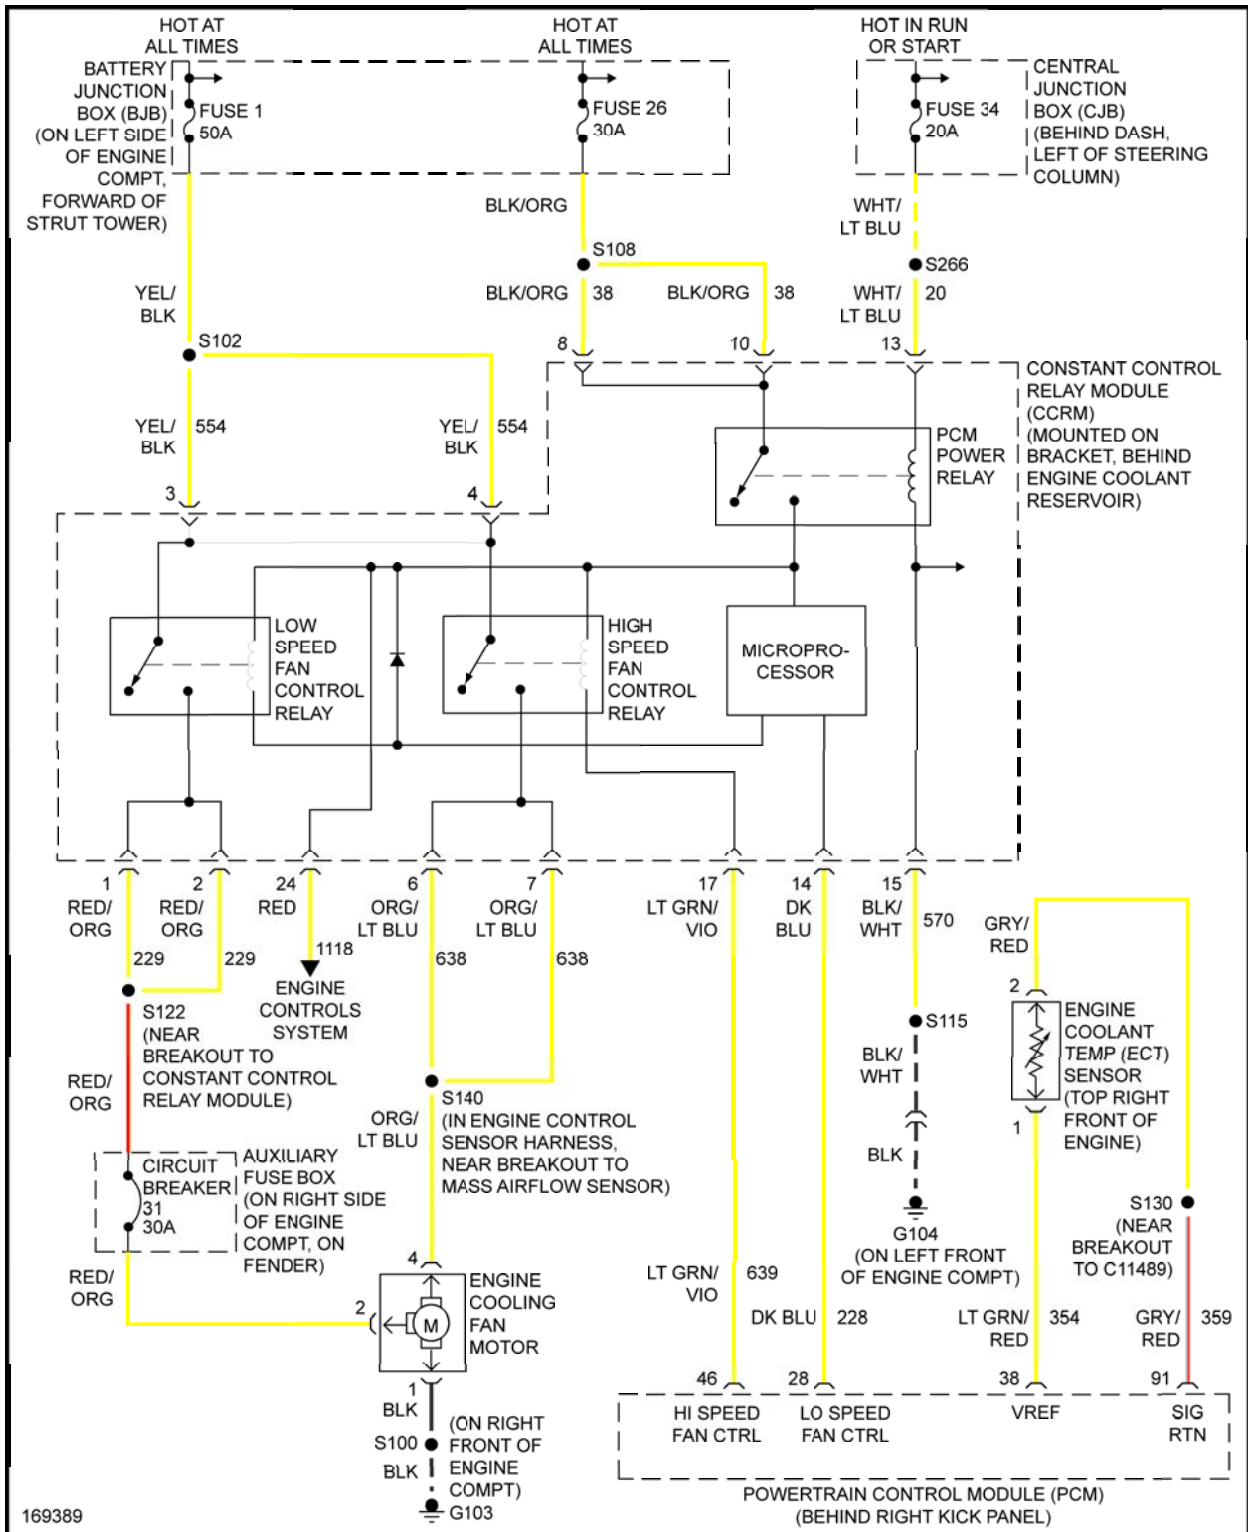 HOT AT
ALL TIMES
HOT AT
ALL TIMES
HOT IN RUN
OR START
BATTERY
JUNCTION
BOX (BJB)
(ON LEFT SIDE
OF ENGINE
COMPT,
FORWARD OF
STRUT TOWER)
FUSE 1
50A
FUSE 26
30A
FUSE 34
20A
CENTRAL
JUNCTION
BOX (CJB)
(BEHIND DASH,
LEFT OF STEERING
COLUMN)
BLK/ORG
WHT/
LT BLU
S108
S266
YEL/
BLK
BLK/ORG
38
BLK/ORG
38
WHT/
LT BLU
20
S102
8
10
13
CONSTANT CONTROL
RELAY MODULE
(CCRM)
(MOUNTED ON
BRACKET, BEHIND
ENGINE COOLANT
RESERVOIR)
YEL/
BLK
554
YEL/
BLK
554
PCM
POWER
RELAY
3
4
LOW
SPEED
FAN
CONTROL
RELAY
HIGH
SPEED
FAN
CONTROL
RELAY
MICROPRO-
CESSOR
1
2
24
6
7
17
14
15
RED/
ORG
RED/
ORG
RED
ORG/
LT BLU
ORG/
LT BLU
LT GRN/
VIO
DK
BLU
BLK/
WHT
570
GRY/
RED
229
229
1118
638
638
ENGINE
CONTROLS
SYSTEM
2
S122
(NEAR
BREAKOUT TO
CONSTANT CONTROL
RELAY MODULE)
S115
ENGINE
COOLANT
TEMP (ECT)
SENSOR
(TOP RIGHT
FRONT OF
ENGINE)
RED/
ORG
BLK/
WHT
S140
(IN ENGINE CONTROL
SENSOR HARNESS,
NEAR BREAKOUT TO
MASS AIRFLOW SENSOR)
ORG/
LT BLU
1
BLK
CIRCUIT
BREAKER
31
30A
AUXILIARY
FUSE BOX
(ON RIGHT SIDE
OF ENGINE
COMPT, ON
FENDER)
S130
(NEAR
BREAKOUT
TO C11489)
G104
(ON LEFT FRONT
OF ENGINE COMPT)
RED/
ORG
4
2
M
ENGINE
COOLING
FAN
MOTOR
LT GRN/
VIO
639
DK BLU
228
LT GRN/
RED
354
GRY/
RED
359
1
BLK
46
28
38
91
S100
BLK
(ON RIGHT
FRONT OF
ENGINE
COMPT)
G103
HI SPEED
FAN CTRL
LO SPEED
FAN CTRL
VREF
SIG
RTN
POWERTRAIN CONTROL MODULE (PCM)
(BEHIND RIGHT KICK PANEL)
169389